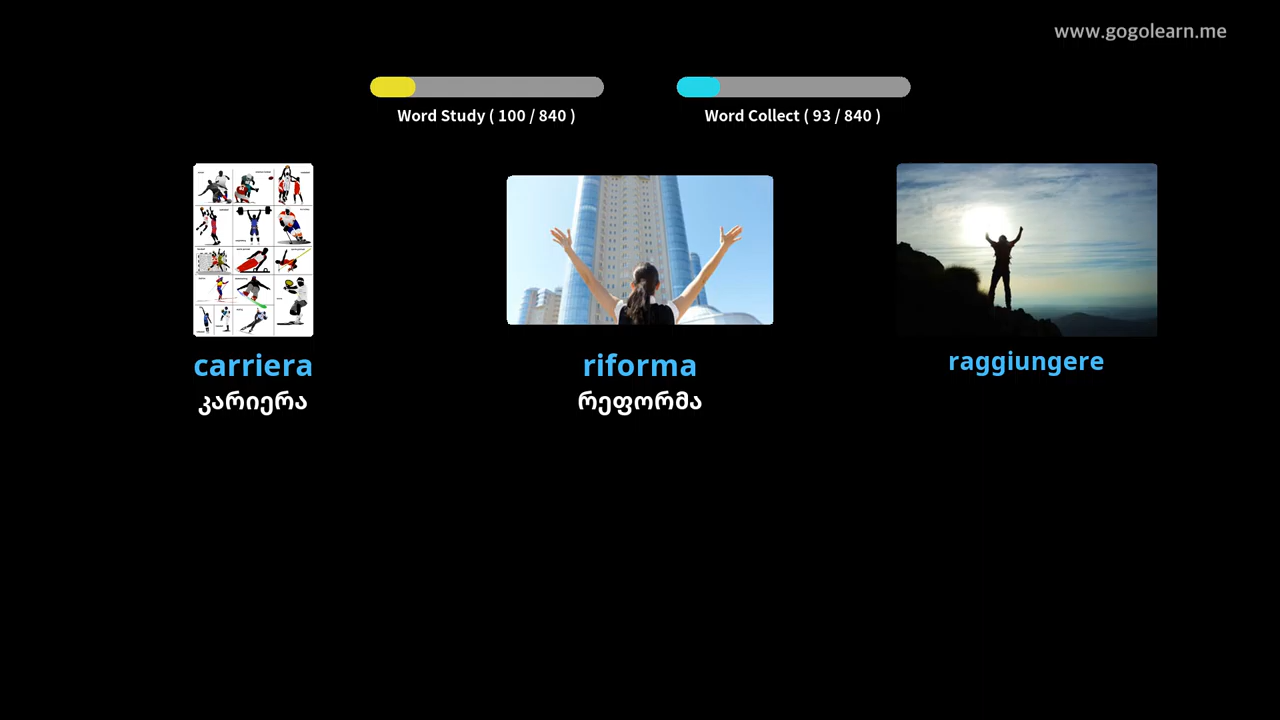 www.gogolearn.me
Word Study ( 100 / 840 )
Word Collect ( 93 / 840 )
carriera
კარიერა
riforma
რეფორმა
raggiungere